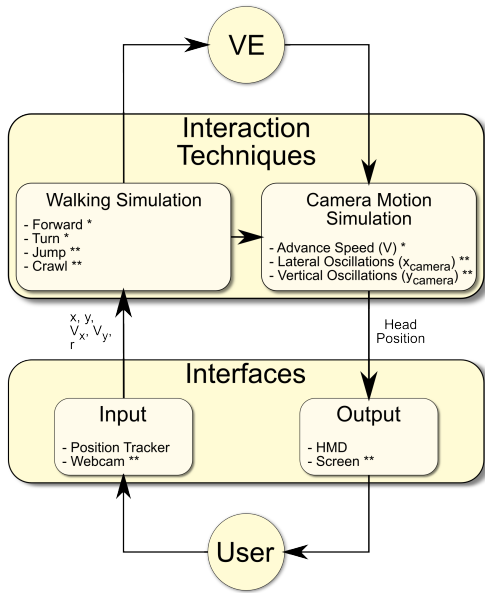 VE
Interaction
Techniques
Walking Simulation
- Forward *
- Turn *
- Jump **
- Crawl **
Camera Motion
Simulation
- Advance Speed (V) *
- Lateral Oscillations (xcamera) **
- Vertical Oscillations (ycamera) **
x, y,
Vx, Vy,
r
Head
Position
Interfaces
Input
- Position Tracker
- Webcam **
Output
- HMD
- Screen **
User